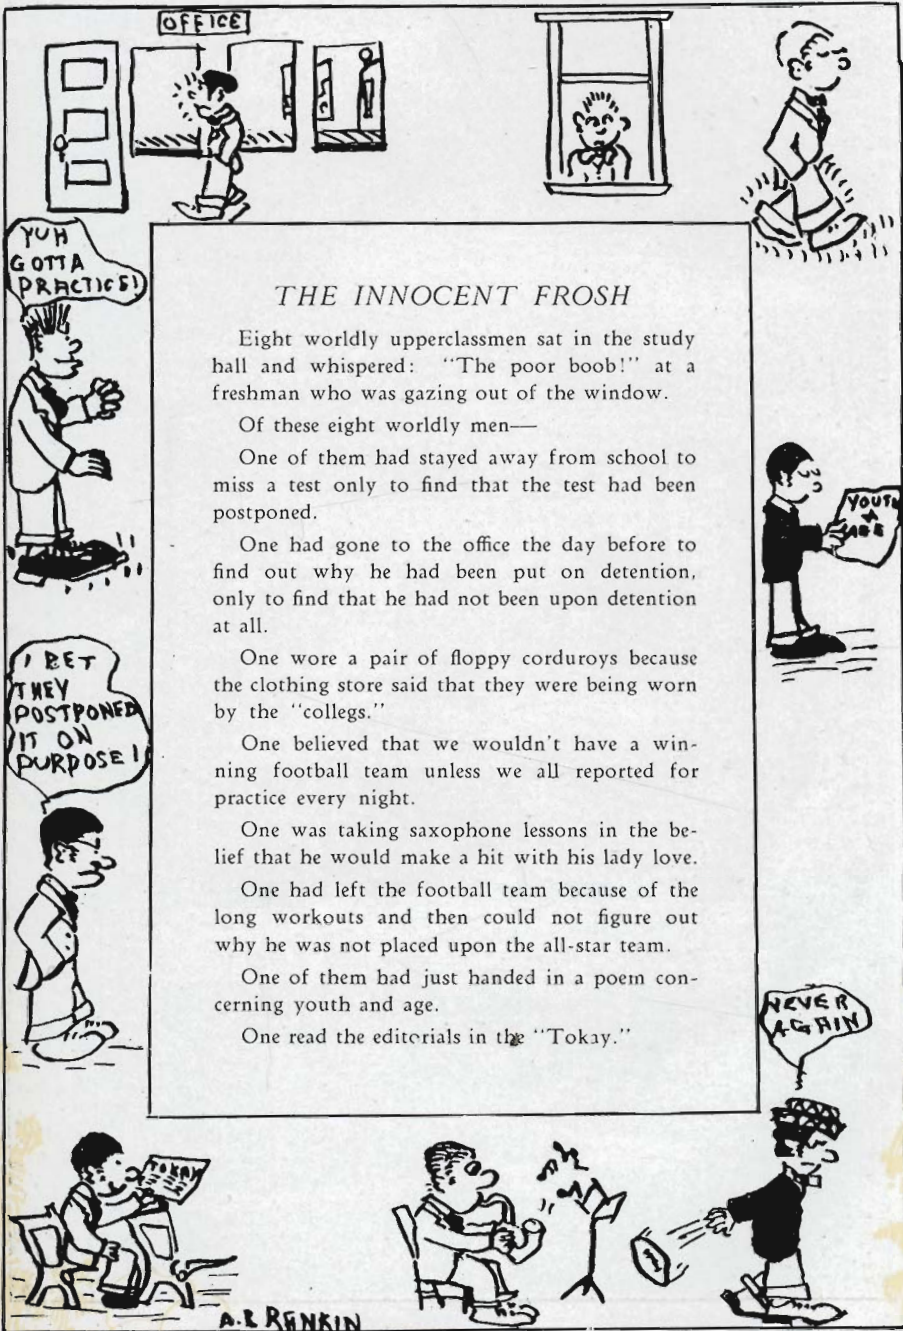 OFFICE
YUH
GOTTA
PRACTICE!
THE INNOCENT FROSH
Eight worldly upperclassmen sat in the study
hall and whispered: "The poor boob!" at a
freshman who was gazing out of the window.
Of these eight worldly men—
One of them had stayed away from school to
miss a test only to find that the test had been
postponed.
One had gone to the office the day before to
find out why he had been put on detention,
only to find that he had not been upon detention
at all.
One wore a pair of floppy corduroys because
the clothing store said that they were being worn
by the "collegs."
One believed that we wouldn't have a win-
ning football team unless we all reported for
practice every night.
One was taking saxophone lessons in the be-
lief that he would make a hit with his lady love.
One had left the football team because of the
long workouts and then could not figure out
why he was not placed upon the all-star team.
One of them had just handed in a poem con-
cerning youth and age.
One read the editorials in the "Tokay."
YOUTH
&
AGE
I BET
THEY
POSTPONED
IT ON
PURPOSE!
NEVER
AGAIN
TOKAY
A.E RENKIN